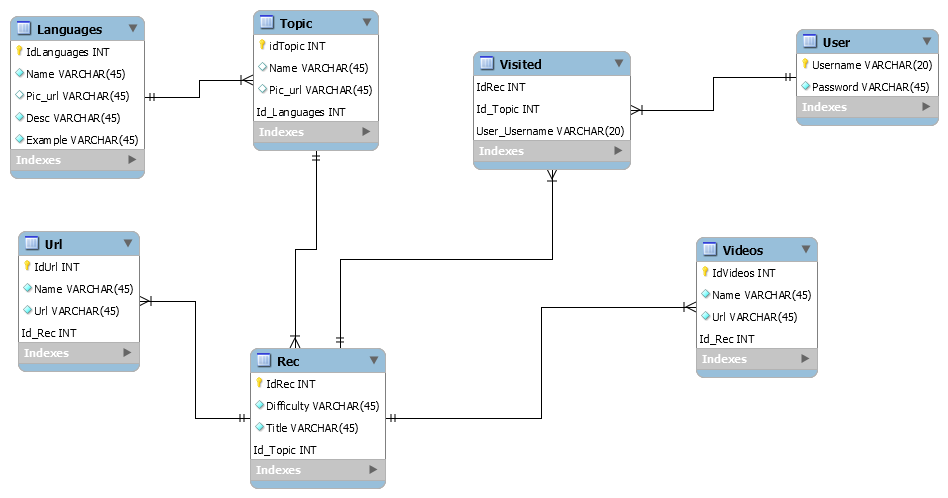 Languages
IdLanguages INT
Name VARCHAR(45)
Pic_url VARCHAR(45)
Desc VARCHAR(45)
Example VARCHAR(45)
Indexes
Topic
idTopic INT
Name VARCHAR(45)
Pic_url VARCHAR(45)
Id_Languages INT
Indexes
Visited
IdRec INT
Id_Topic INT
User_Username VARCHAR(20)
Indexes
User
Username VARCHAR(20)
Password VARCHAR(45)
Indexes
Url
IdUrl INT
Name VARCHAR(45)
Url VARCHAR(45)
Id_Rec INT
Indexes
Rec
IdRec INT
Difficulty VARCHAR(45)
Title VARCHAR(45)
Id_Topic INT
Indexes
Videos
IdVideos INT
Name VARCHAR(45)
Url VARCHAR(45)
Id_Rec INT
Indexes